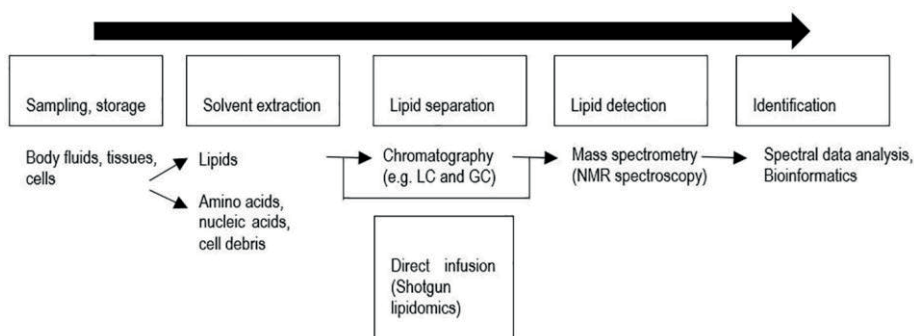 Sampling, storage
Solvent extraction
Lipid separation
Lipid detection
Identification
Body fluids, tissues,
cells
Lipids
Amino acids,
nucleic acids,
cell debris
Chromatography
(e.g. LC and GC)
Mass spectrometry
(NMR spectroscopy)
Spectral data analysis,
Bioinformatics
Direct infusion
(Shotgun
lipidomics)